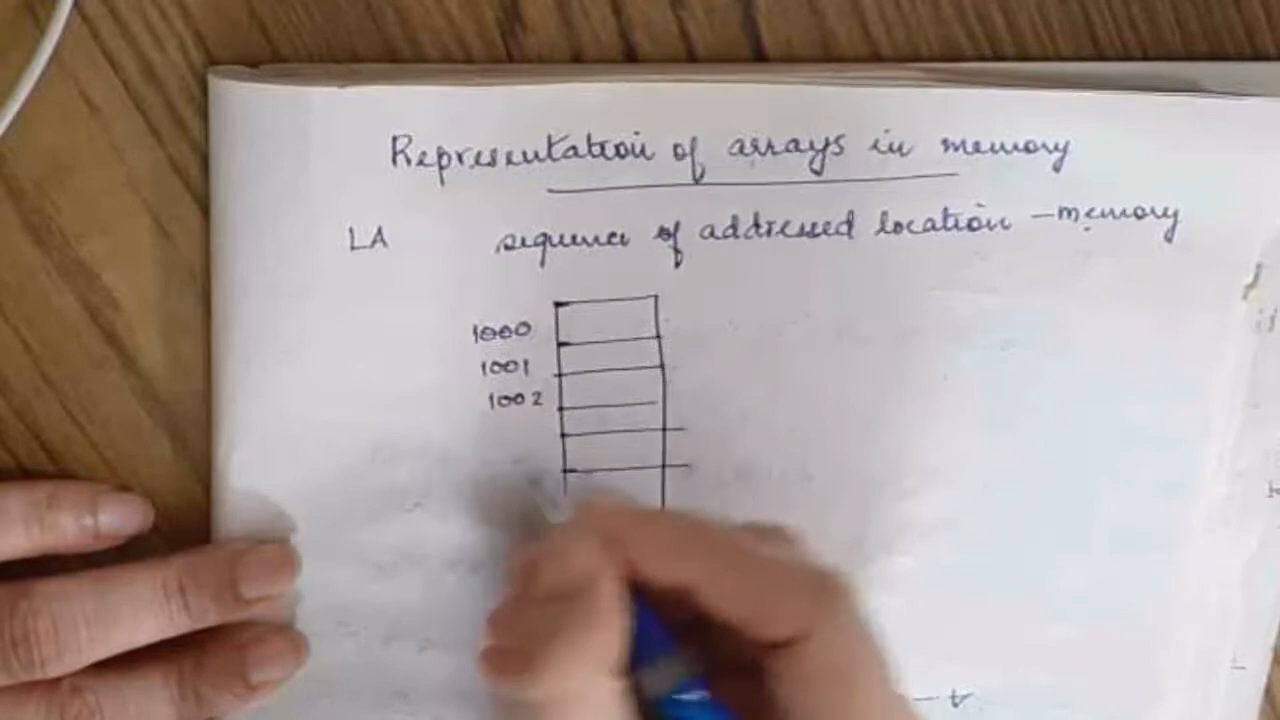 Representation of arrays in memory
LA sequence of addressed location - memory
1000
1001
1002